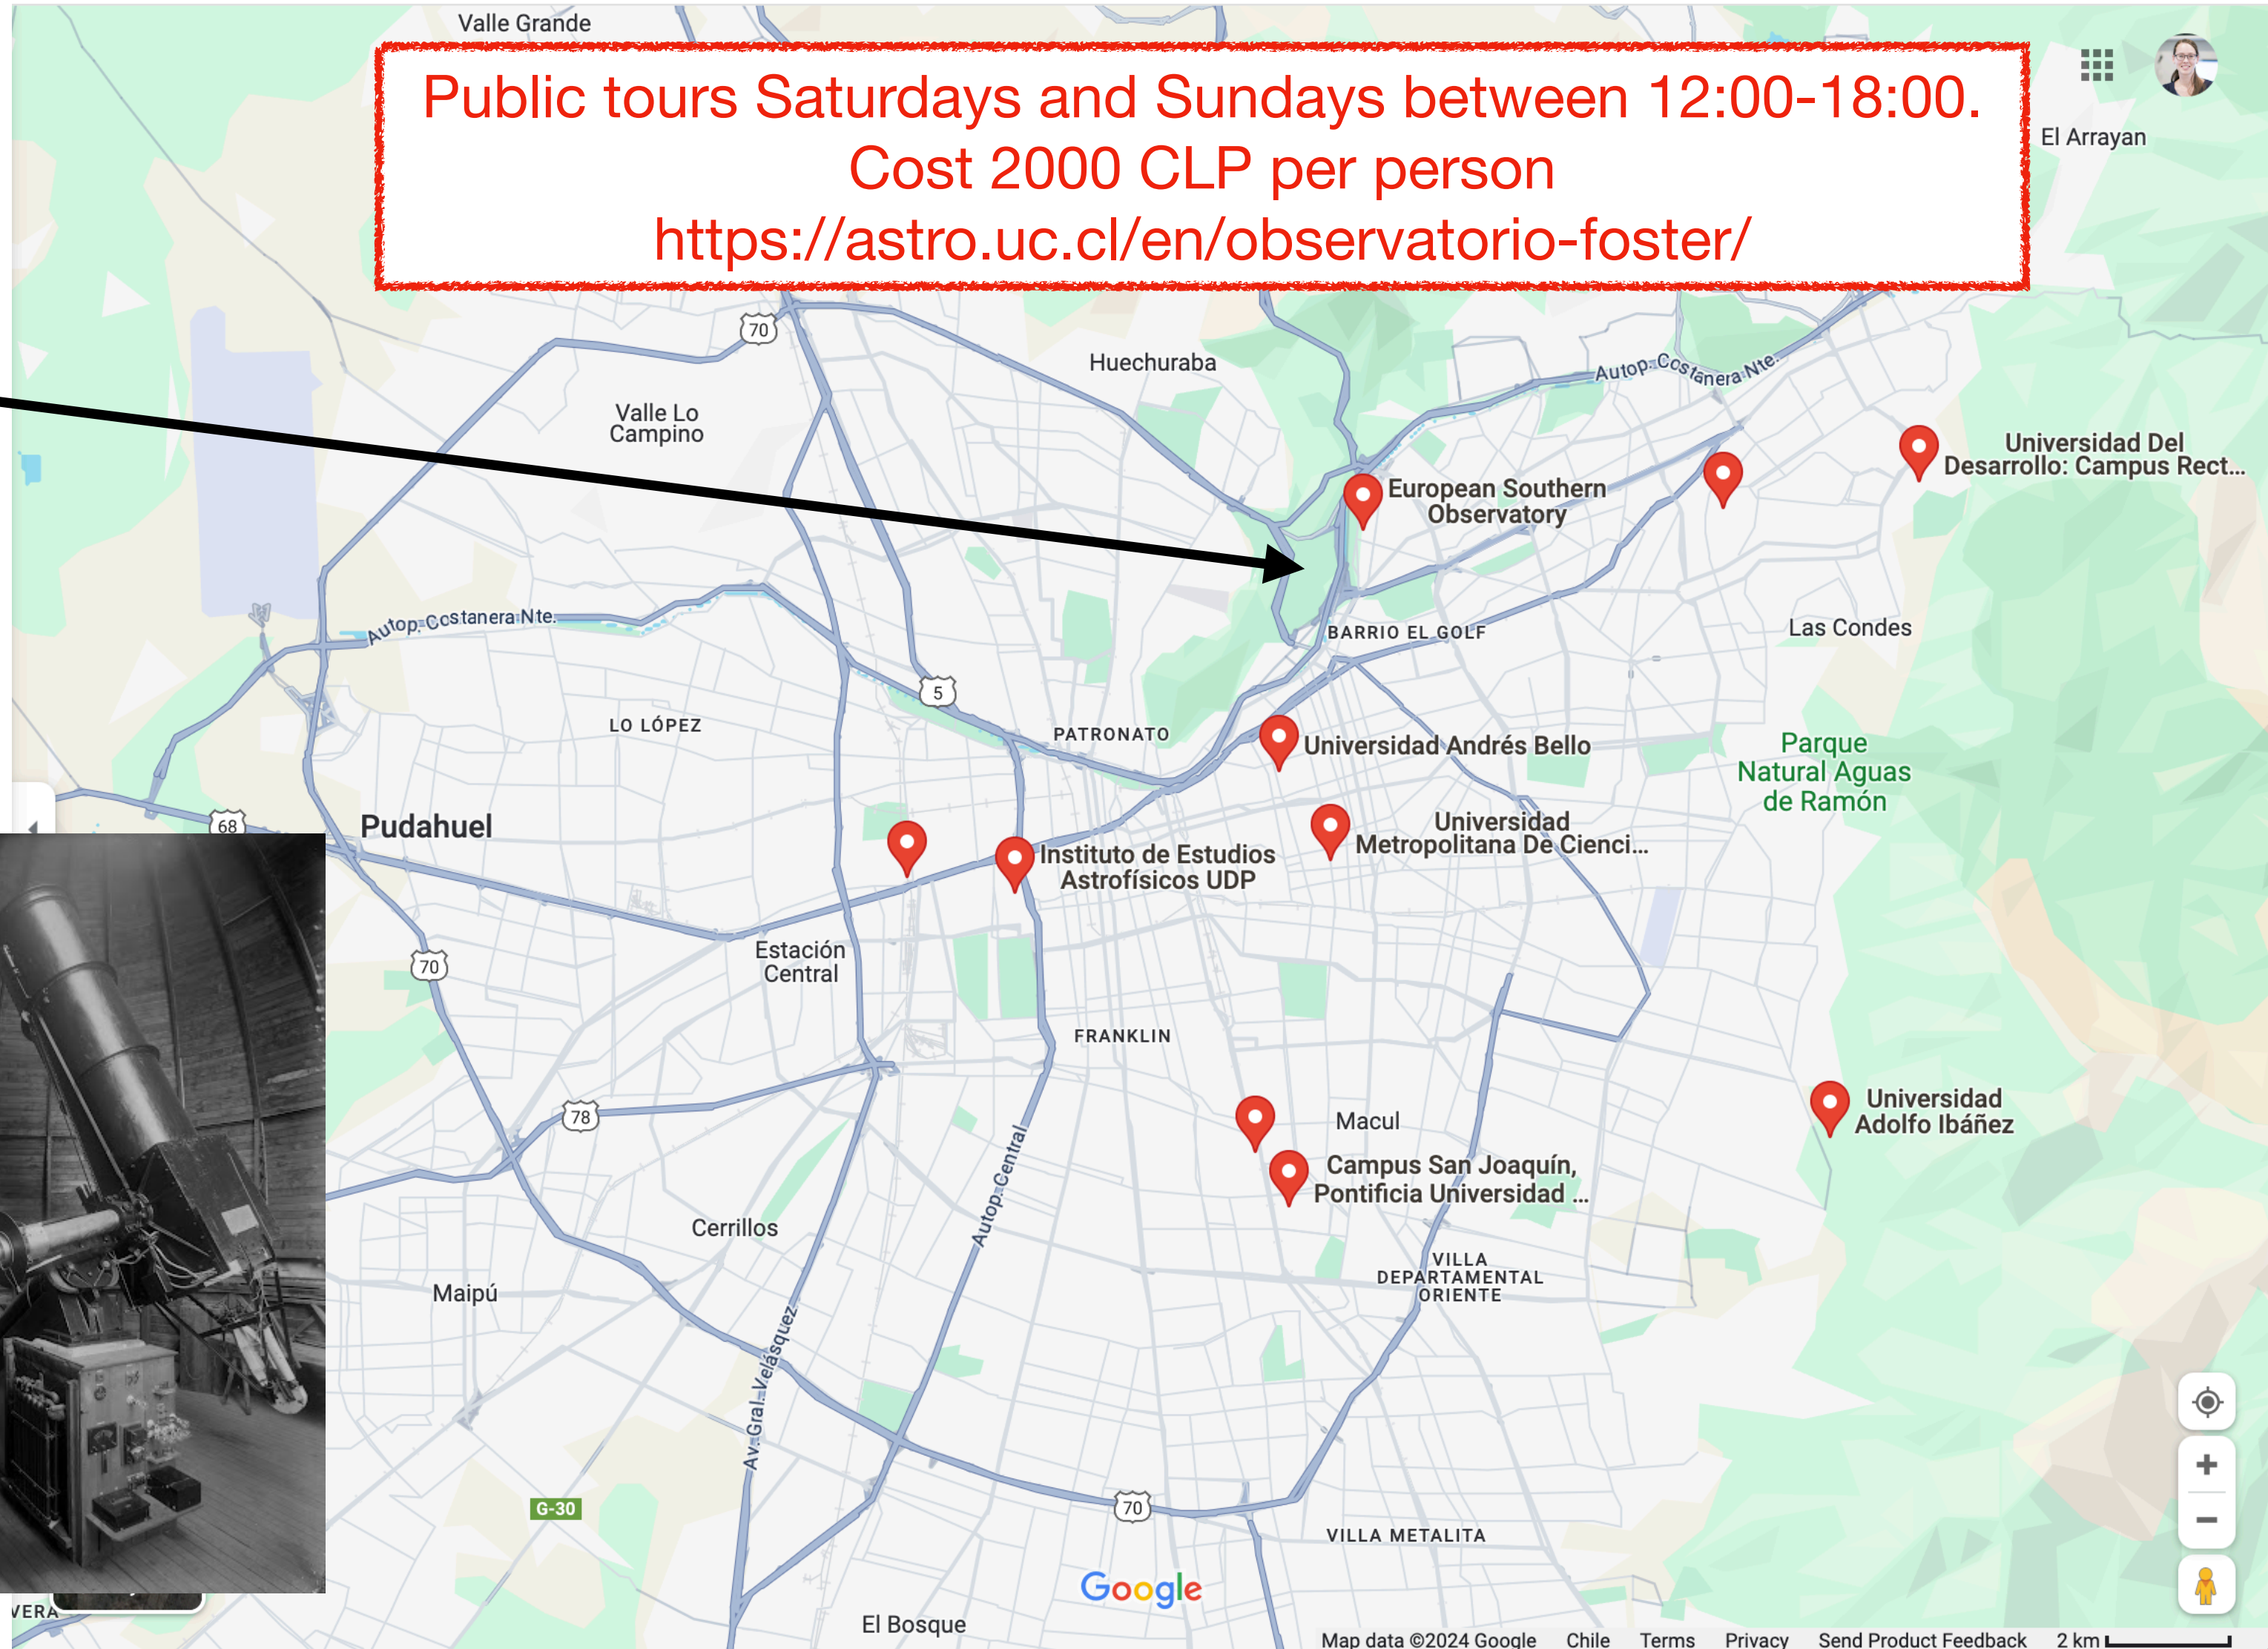 Valle Grande
Public tours Saturdays and Sundays between 12:00-18:00.
Cost 2000 CLP per person
https://astro.uc.cl/en/observatorio-foster/
El Arrayan
70
Huechuraba
Autop. Costanera Nte.
Valle Lo
Campino
Universidad Del
Desarrollo: Campus Rect...
European Southern
Observatory
Autop. Costanera Nte.
BARRIO EL GOLF
Las Condes
5
LO LÓPEZ
PATRONATO
Universidad Andrés Bello
Parque
Natural Aguas
de Ramón
68
Pudahuel
Universidad
Metropolitana De Cienci...
Instituto de Estudios
Astrofísicos UDP
Estación
Central
70
FRANKLIN
78
Macul
Universidad
Adolfo Ibáñez
Autop. Central
Campus San Joaquín,
Pontificia Universidad ...
Cerrillos
VILLA
DEPARTAMENTAL
ORIENTE
Maipú
Av. Gral. Velásquez
G-30
70
VILLA METALITA
Google
VERA
El Bosque
Map data ©2024 Google Chile Terms Privacy Send Product Feedback 2 km